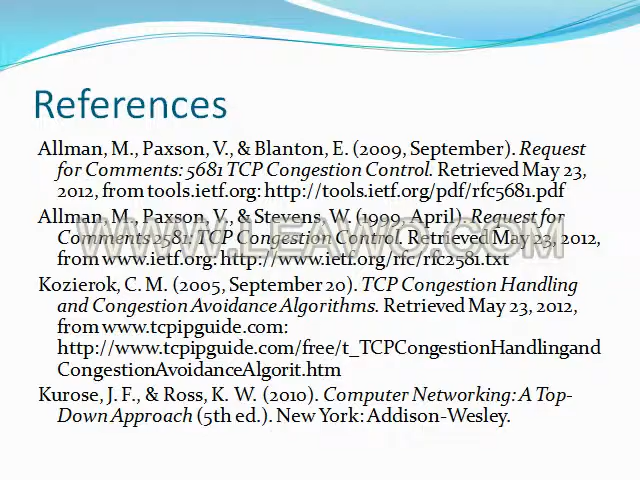 References
Allman, M., Paxson, V., & Blanton, E. (2009, September). Request
for Comments: 5681 TCP Congestion Control. Retrieved May 23,
2012, from tools.ietf.org: http://tools.ietf.org/pdf/rfc5681.pdf
Allman, M., Paxson, V., & Stevens, W. (1999, April). Request for
Comments 2581: TCP Congestion Control. Retrieved May 23, 2012,
from www.ietf.org: http://www.ietf.org/rfc/rfc2581.txt
WWW.LEAWO.COM
Kozierok, C. M. (2005, September 20). TCP Congestion Handling
and Congestion Avoidance Algorithms. Retrieved May 23, 2012,
from www.tcpipguide.com:
http://www.tcpipguide.com/free/t_TCPCongestionHandlingand
CongestionAvoidanceAlgorit.htm
Kurose, J. F., & Ross, K. W. (2010). Computer Networking: A Top-
Down Approach (5th ed.). New York: Addison-Wesley.